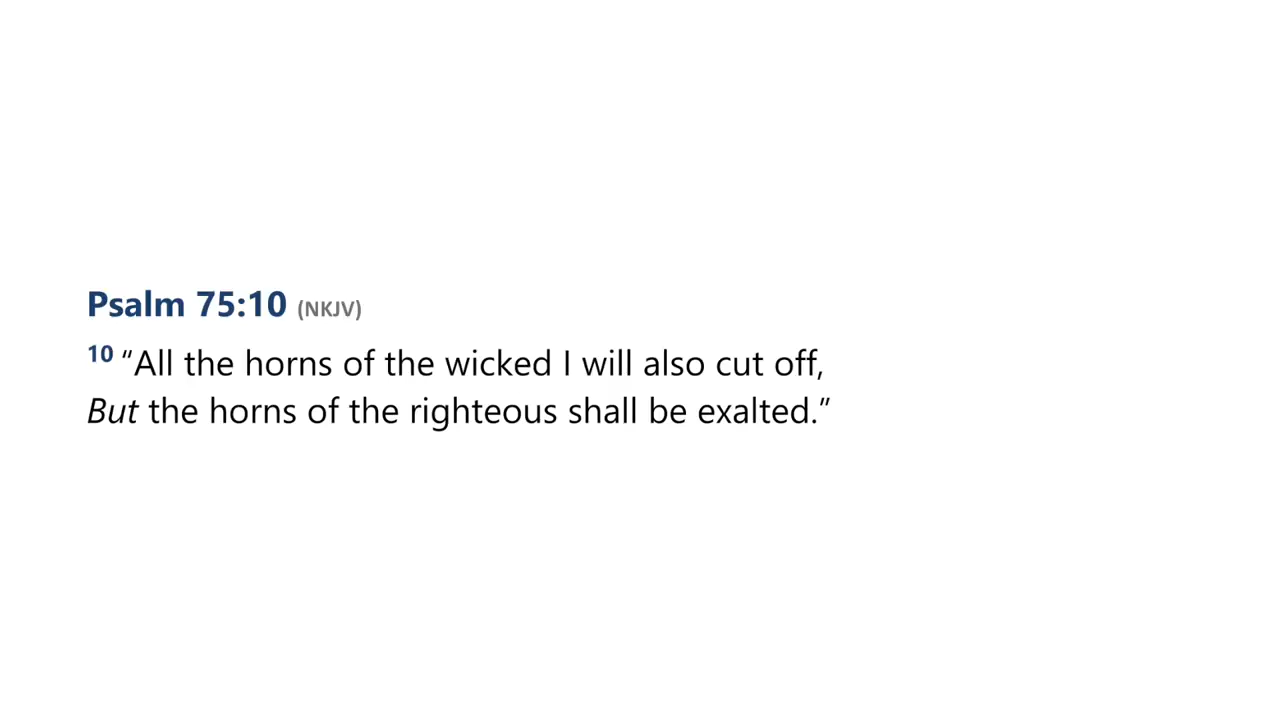 Psalm 75:10 (NKJV)
10 “All the horns of the wicked I will also cut off,
But the horns of the righteous shall be exalted.”